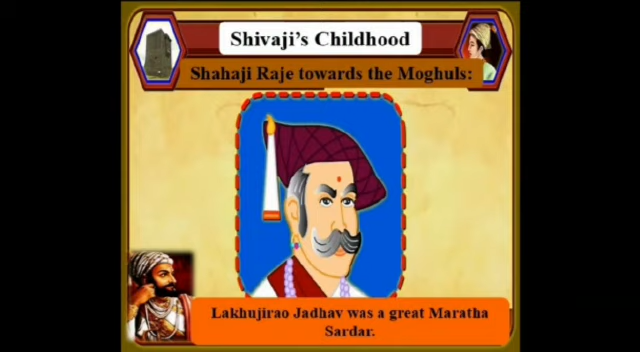 Shivaji's Childhood
Shahaji Raje towards the Moghuls:
Lakhujirao Jadhav was a great Maratha
Sardar.